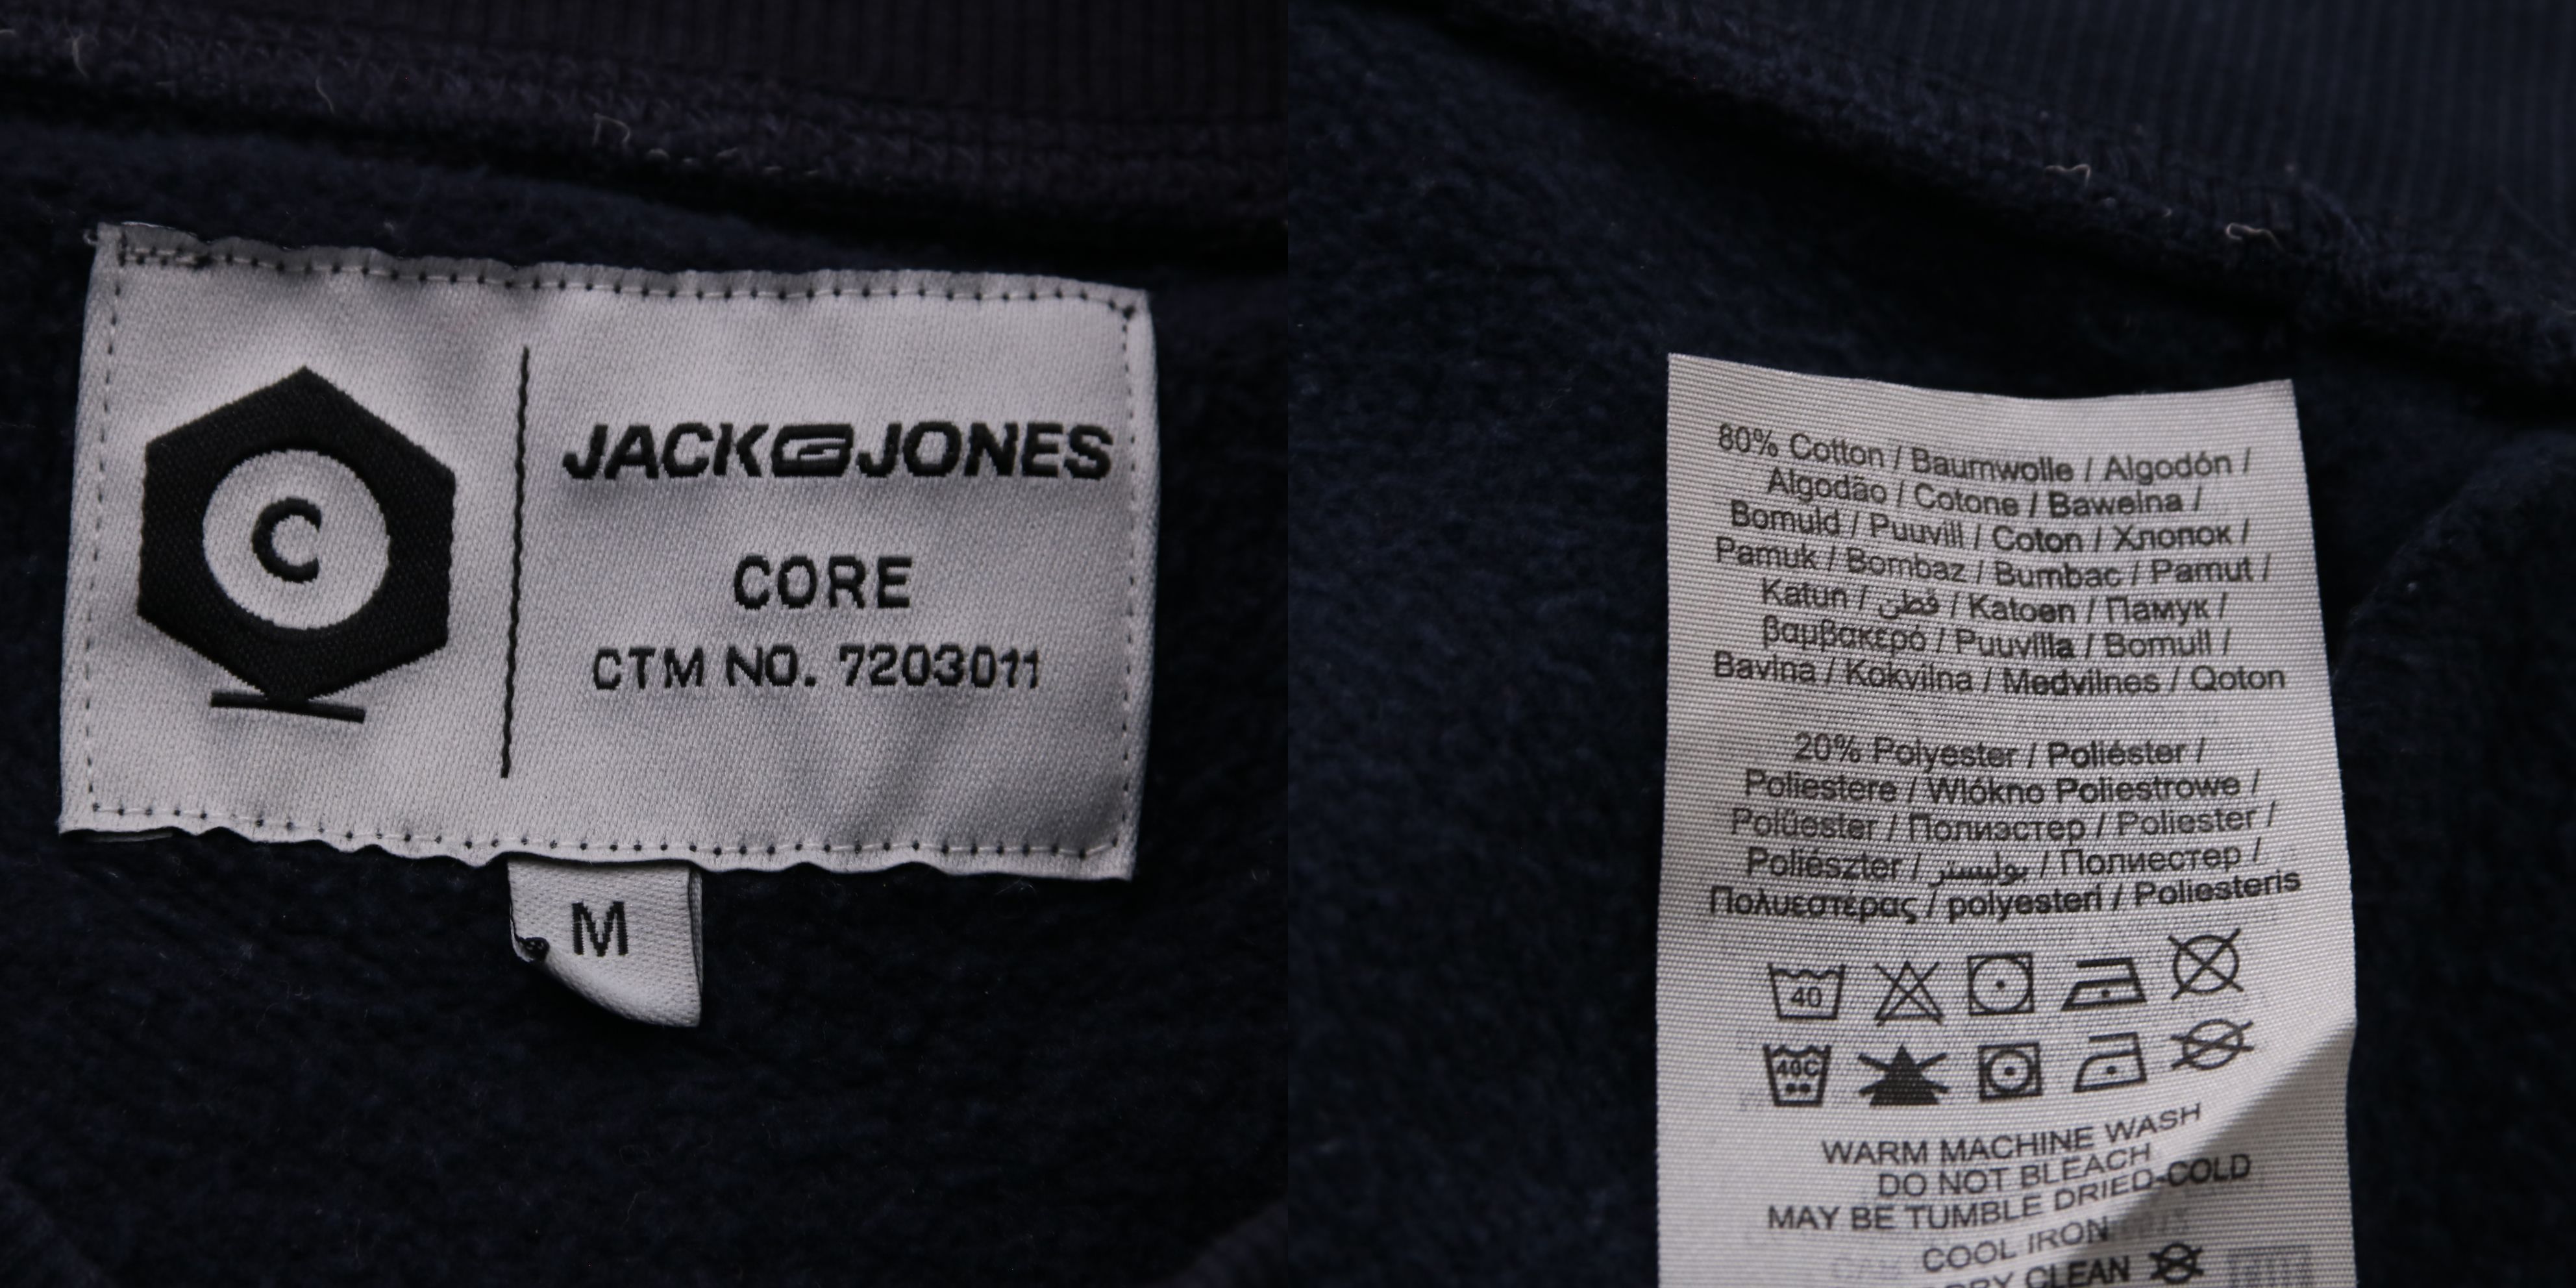 C
JACK JONES
CORE
CTM NO. 7203011
M
80% Cotton / Baumwolle / Algodón /
Algodão / Cotone / Bawełna /
Bomuld / Puuvill / Coton / Хлопок /
Pamuk / Bombaz / Bumbac / Pamut /
Katun / قطن / Katoen / Памук /
βαμβακερό / Puuvilla / Bomull /
Bavlna / Kokvilna / Medvilnes / Qoton
20% Polyester / Poliéster /
Poliestere / Włókno Poliestrowe /
Polüester / Полиэстер / Poliester /
Poliészter / بوليستر / Полиестер /
Πολυεστέρας / polyesteri / Poliesteris
40
40C
WARM MACHINE WASH
DO NOT BLEACH
MAY BE TUMBLE DRIED-COLD
COOL IRON
DRY CLEAN